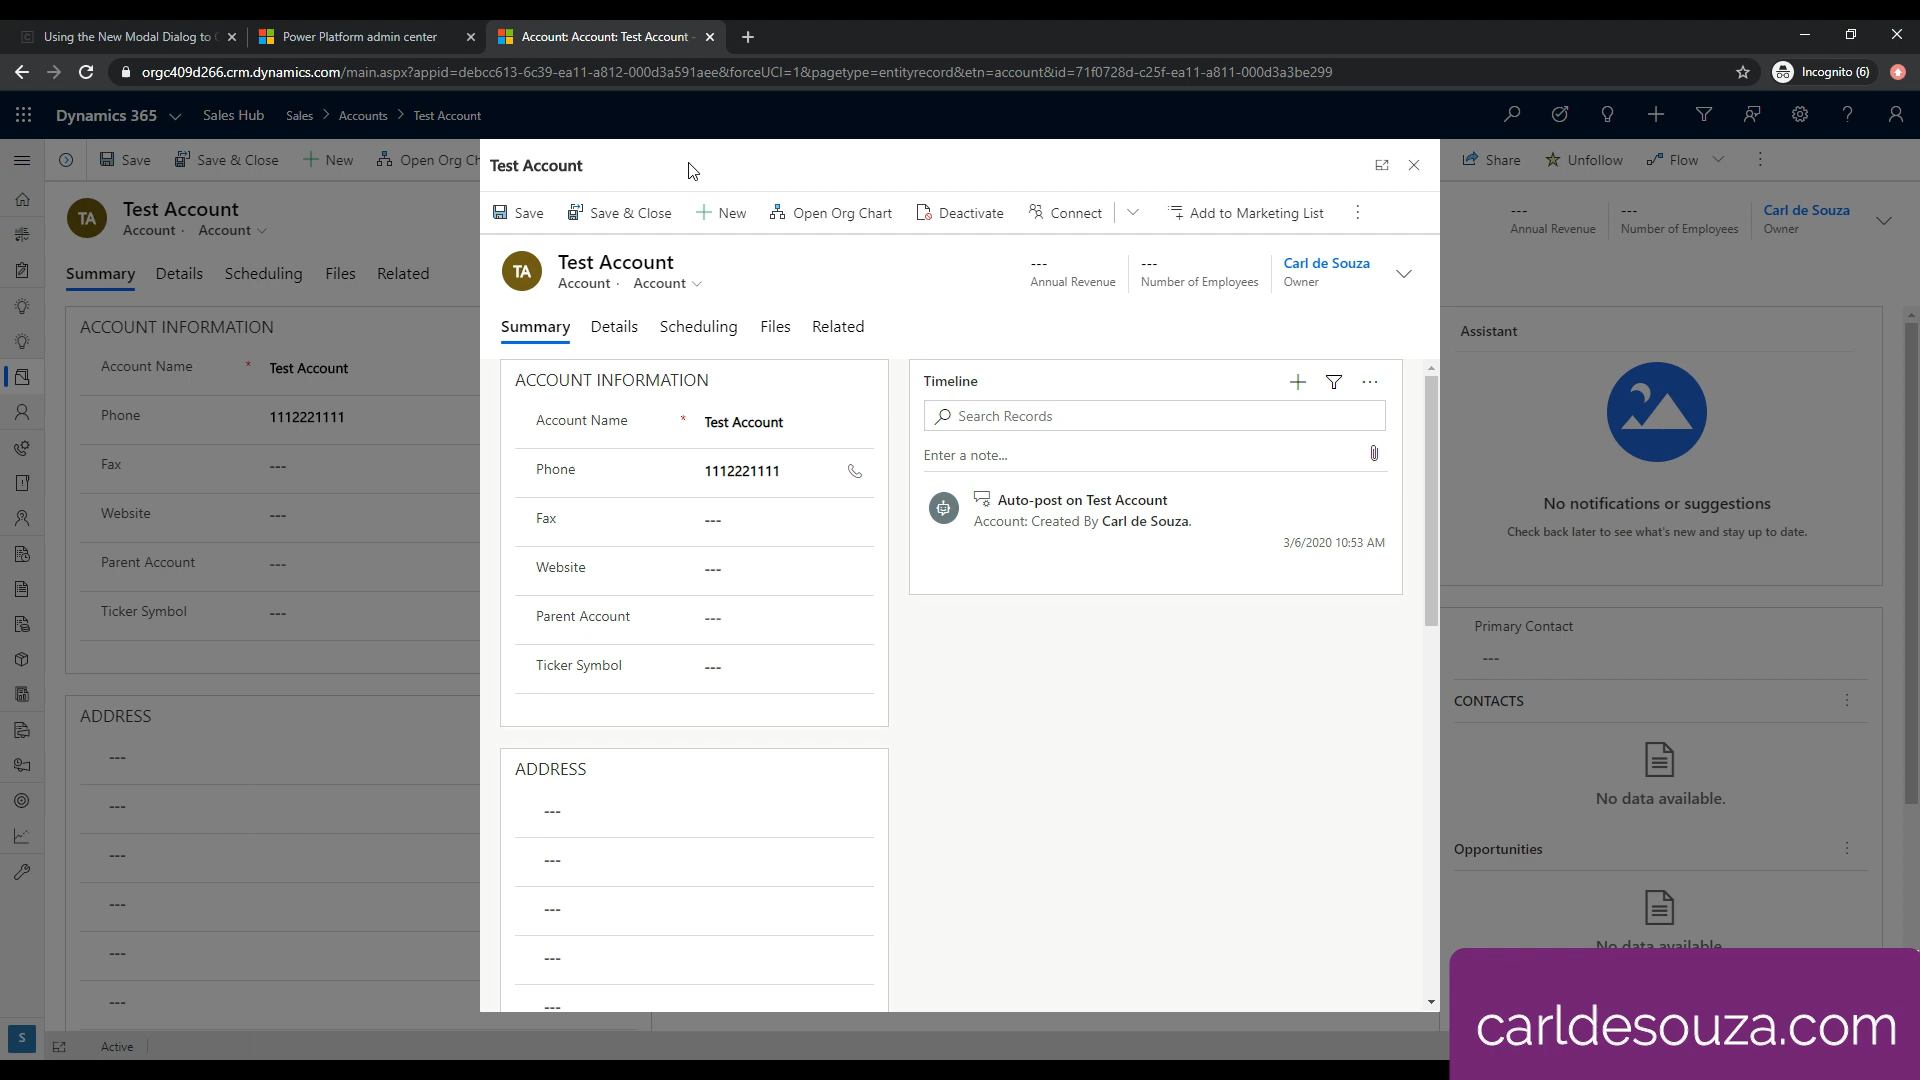 Using the New Modal Dialog to
Power Platform admin center
Account: Account: Test Account -
orgc409d266.crm.dynamics.com/main.aspx?appid=debcc613-6c39-ea11-a812-000d3a591aee&forceUCI=1&pagetype=entityrecord&etn=account&id=71f0728d-c25f-ea11-a811-000d3a3be299
Incognito (6)
Dynamics 365
Sales Hub
Sales > Accounts > Test Account
Save
Save & Close
New
Open Org Ch
Share
Unfollow
Flow
TA
Test Account
Account · Account
---
Annual Revenue
---
Number of Employees
Carl de Souza
Owner
Summary
Details
Scheduling
Files
Related
ACCOUNT INFORMATION
Account Name * Test Account
Phone 1112221111
Fax ---
Website ---
Parent Account ---
Ticker Symbol ---
ADDRESS
---
---
---
---
---
---
Test Account
Save
Save & Close
New
Open Org Chart
Deactivate
Connect
Add to Marketing List
TA
Test Account
Account · Account
---
Annual Revenue
---
Number of Employees
Carl de Souza
Owner
Summary
Details
Scheduling
Files
Related
ACCOUNT INFORMATION
Account Name * Test Account
Phone 1112221111
Fax ---
Website ---
Parent Account ---
Ticker Symbol ---
ADDRESS
---
---
---
---
---
Timeline
Search Records
Enter a note...
Auto-post on Test Account
Account: Created By Carl de Souza.
3/6/2020 10:53 AM
Assistant
No notifications or suggestions
Check back later to see what's new and stay up to date.
Primary Contact
---
CONTACTS
No data available.
Opportunities
No data available
S
Active
carldesouza.com